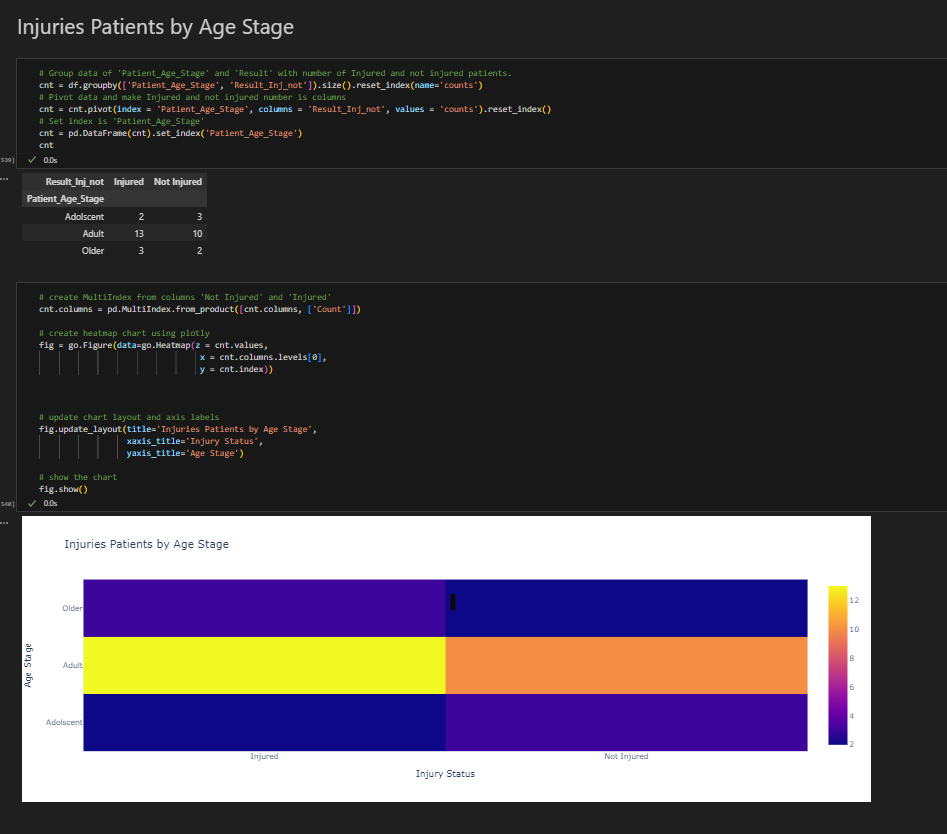 Injuries Patients by Age Stage
# Group data of 'Patient_Age_Stage' and 'Result' with number of Injured and not injured patients.
cnt = df.groupby(['Patient_Age_Stage', 'Result_Inj_not']).size().reset_index(name='counts')
# Pivot data and make Injured and not injured number is columns
cnt = cnt.pivot(index = 'Patient_Age_Stage', columns = 'Result_Inj_not', values = 'counts').reset_index()
# Set index is 'Patient_Age_Stage'
cnt = pd.DataFrame(cnt).set_index('Patient_Age_Stage')
cnt
539] ✓ 0.0s
...
Result_Inj_not Injured Not Injured
Patient_Age_Stage
Adolscent 2 3
Adult 13 10
Older 3 2
# create MultiIndex from columns 'Not Injured' and 'Injured'
cnt.columns = pd.MultiIndex.from_product([cnt.columns, ['Count']])
# create heatmap chart using plotly
fig = go.Figure(data=go.Heatmap(z = cnt.values,
x = cnt.columns.levels[0],
y = cnt.index))
# update chart layout and axis labels
fig.update_layout(title='Injuries Patients by Age Stage',
xaxis_title='Injury Status',
yaxis_title='Age Stage')
# show the chart
fig.show()
540] ✓ 0.0s
...
Injuries Patients by Age Stage
Older
Adult
Adolscent
Age Stage
Injured
Not Injured
Injury Status
12
10
8
6
4
2